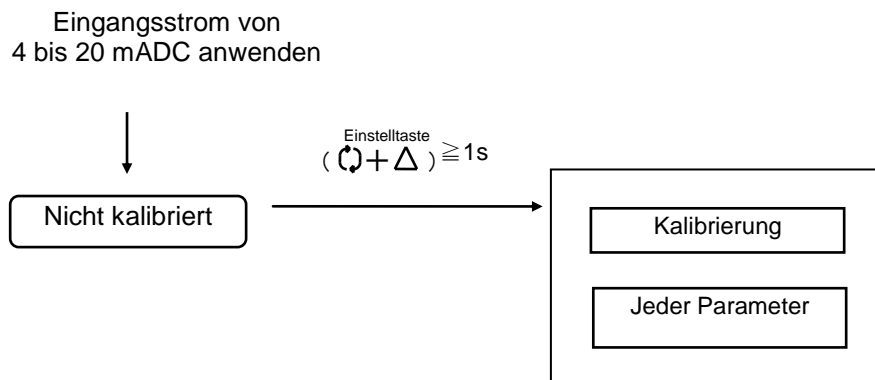 Eingangsstrom von
4 bis 20 mADC anwenden
Einstelltaste
( + △ ) ≧1s
Nicht kalibriert
Kalibrierung
Jeder Parameter